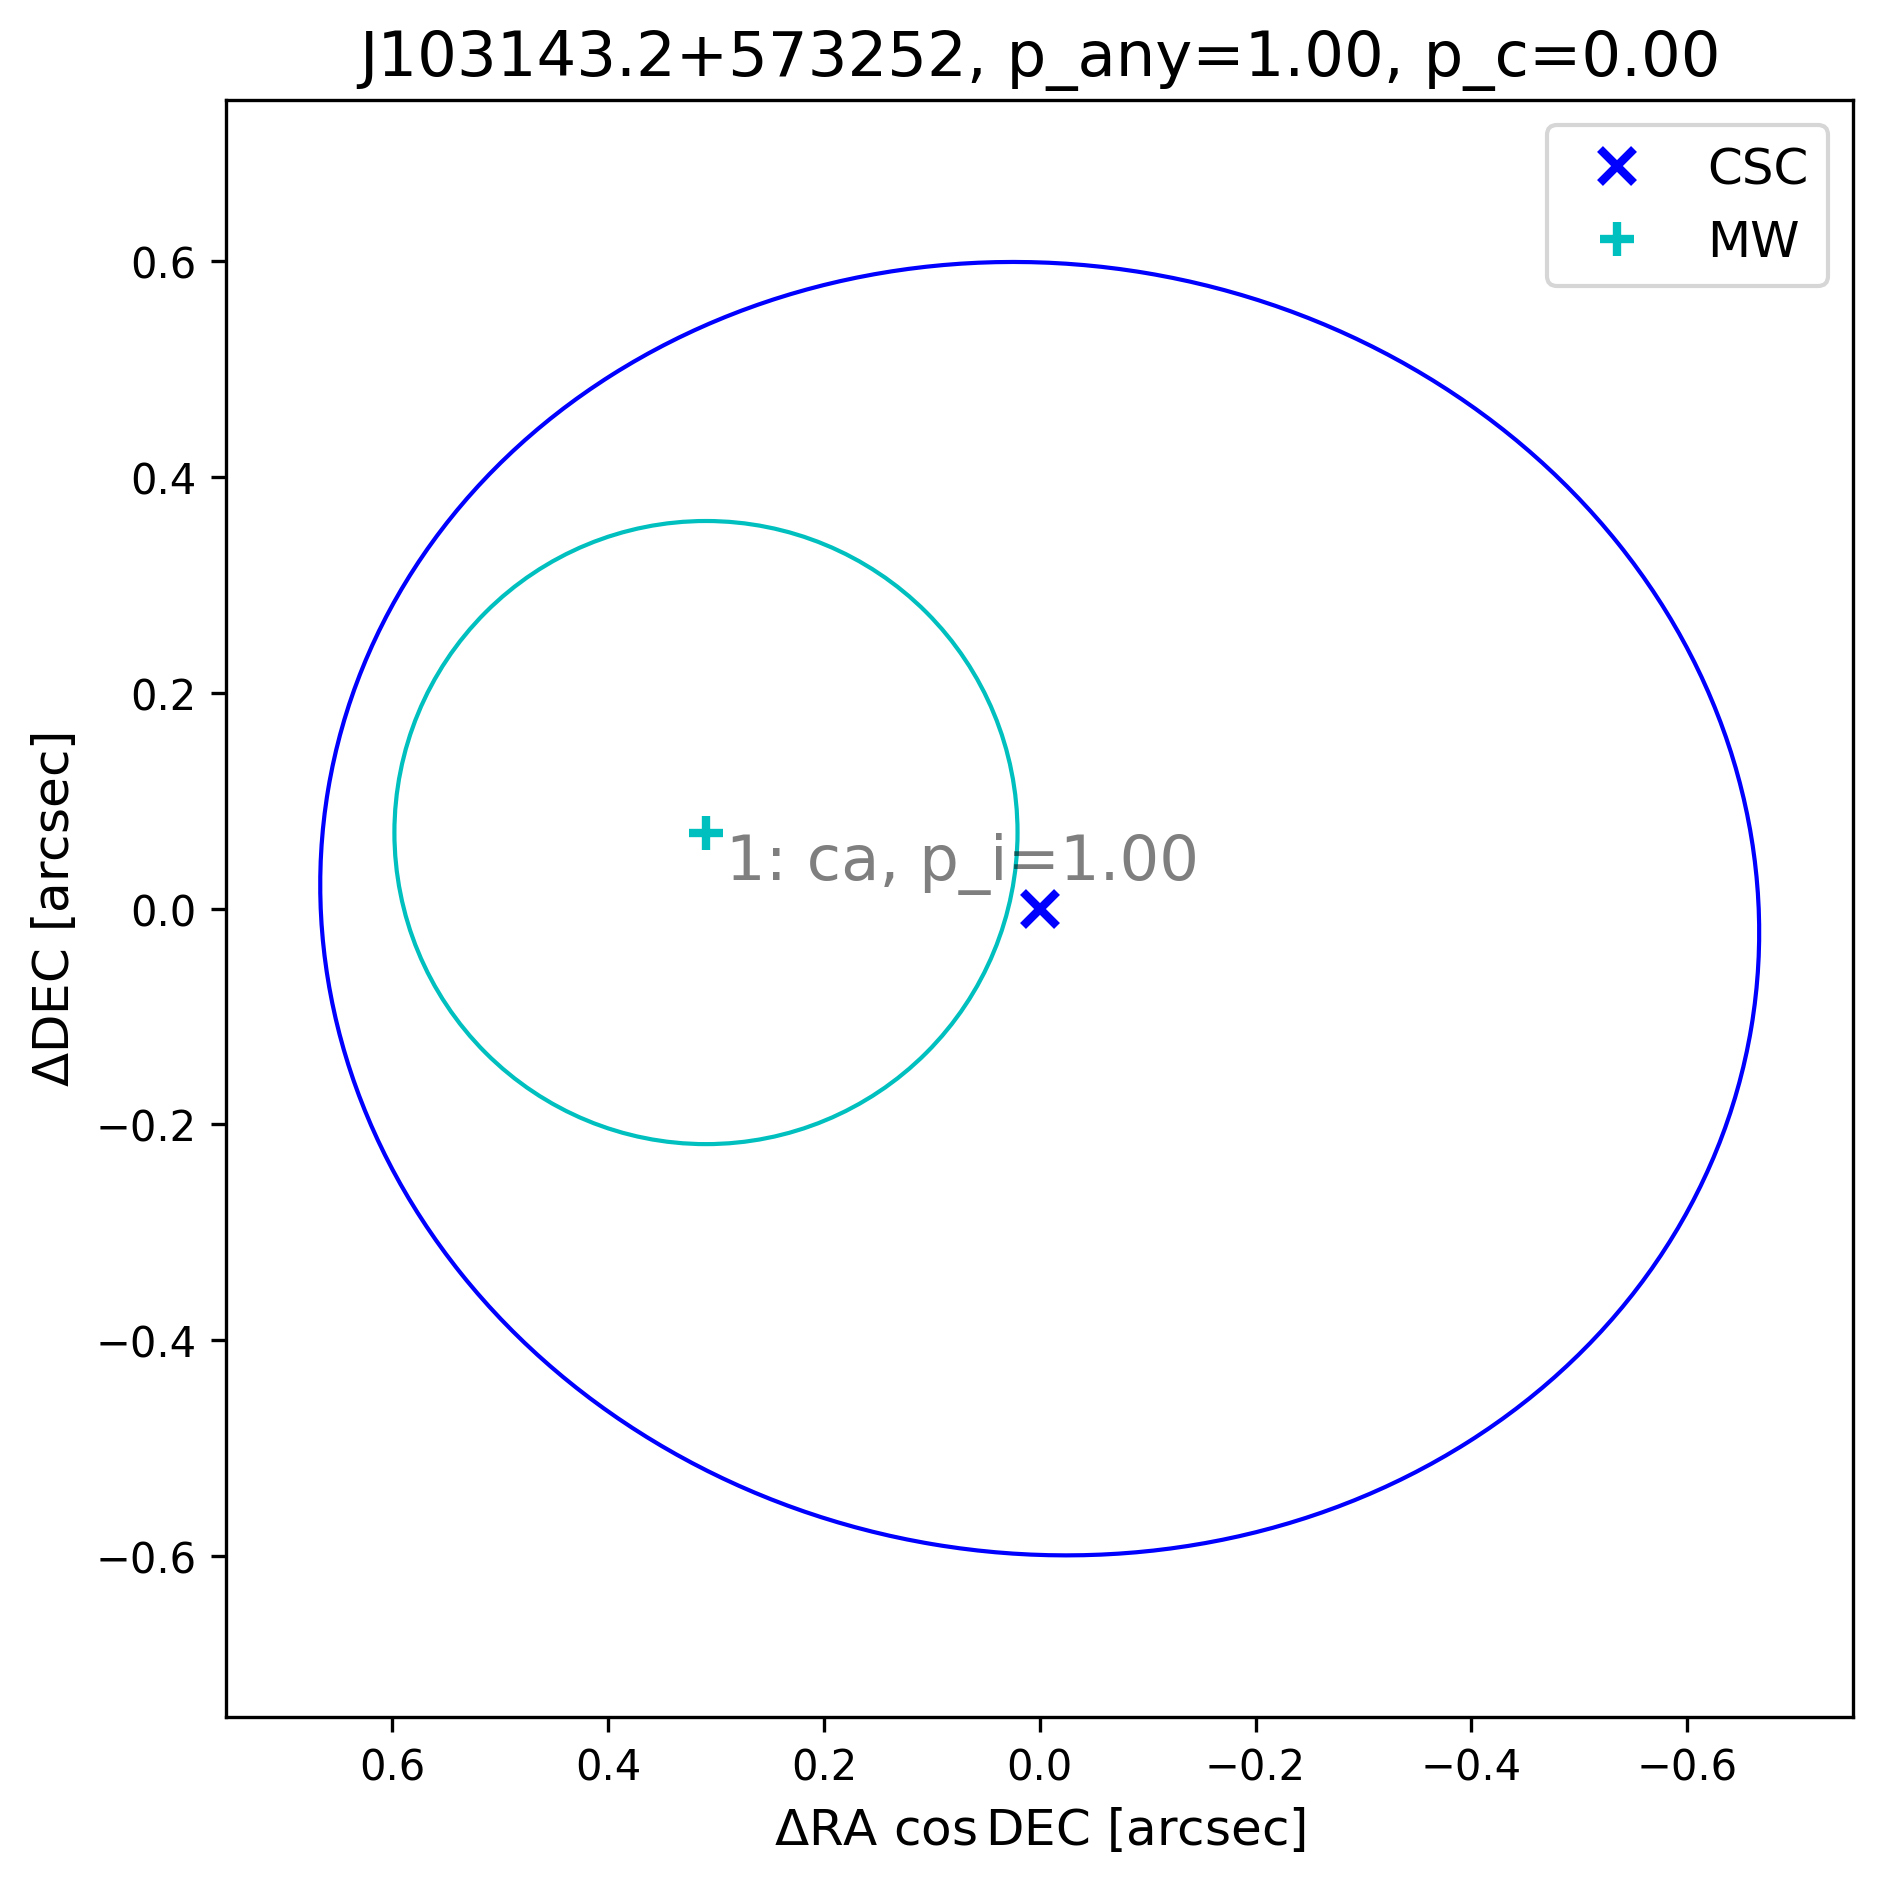 J103143.2+573252, p_any=1.00, p_c=0.00
CSC
MW
0.6
0.4
0.2
0.0
−0.2
−0.4
−0.6
ΔDEC [arcsec]
1: ca, p_i=1.00
0.6 0.4 0.2 0.0 −0.2 −0.4 −0.6
ΔRA cos DEC [arcsec]